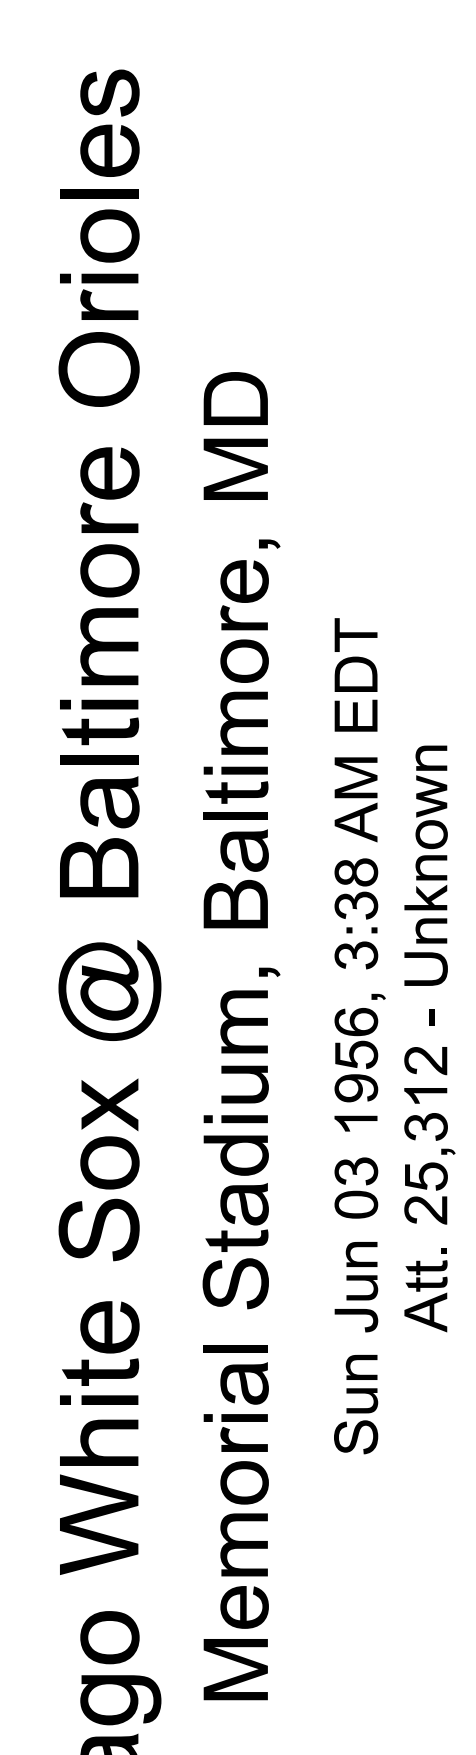 ago White Sox @ Baltimore Orioles
Memorial Stadium, Baltimore, MD
Sun Jun 03 1956, 3:38 AM EDT
Att. 25,312 - Unknown